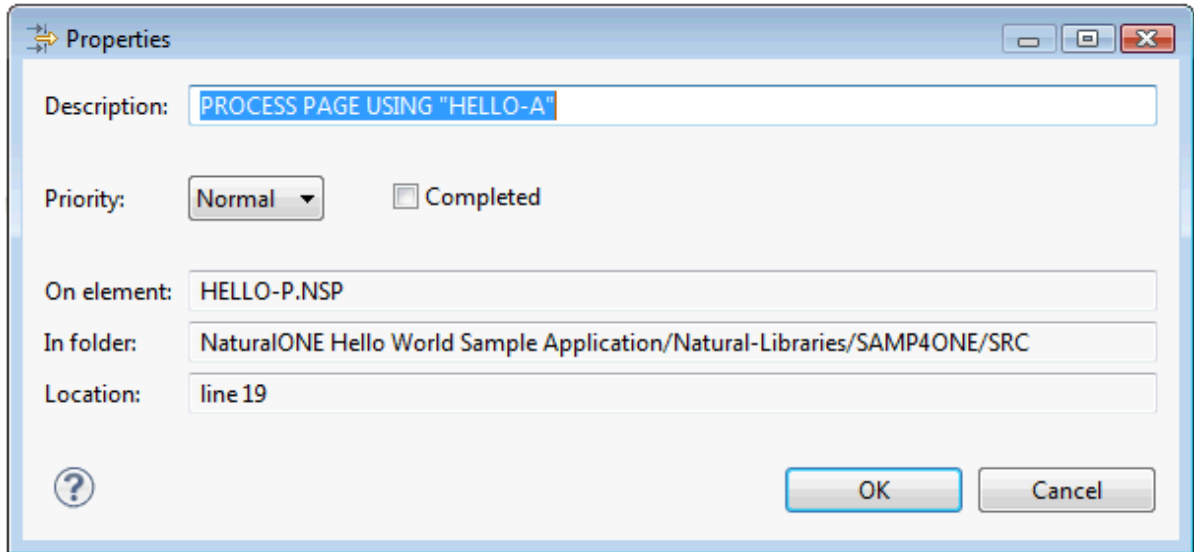 Properties
Description: PROCESS PAGE USING "HELLO-A"
Priority: Normal Completed
On element: HELLO-P.NSP
In folder: NaturalONE Hello World Sample Application/Natural-Libraries/SAMP4ONE/SRC
Location: line 19
? OK Cancel